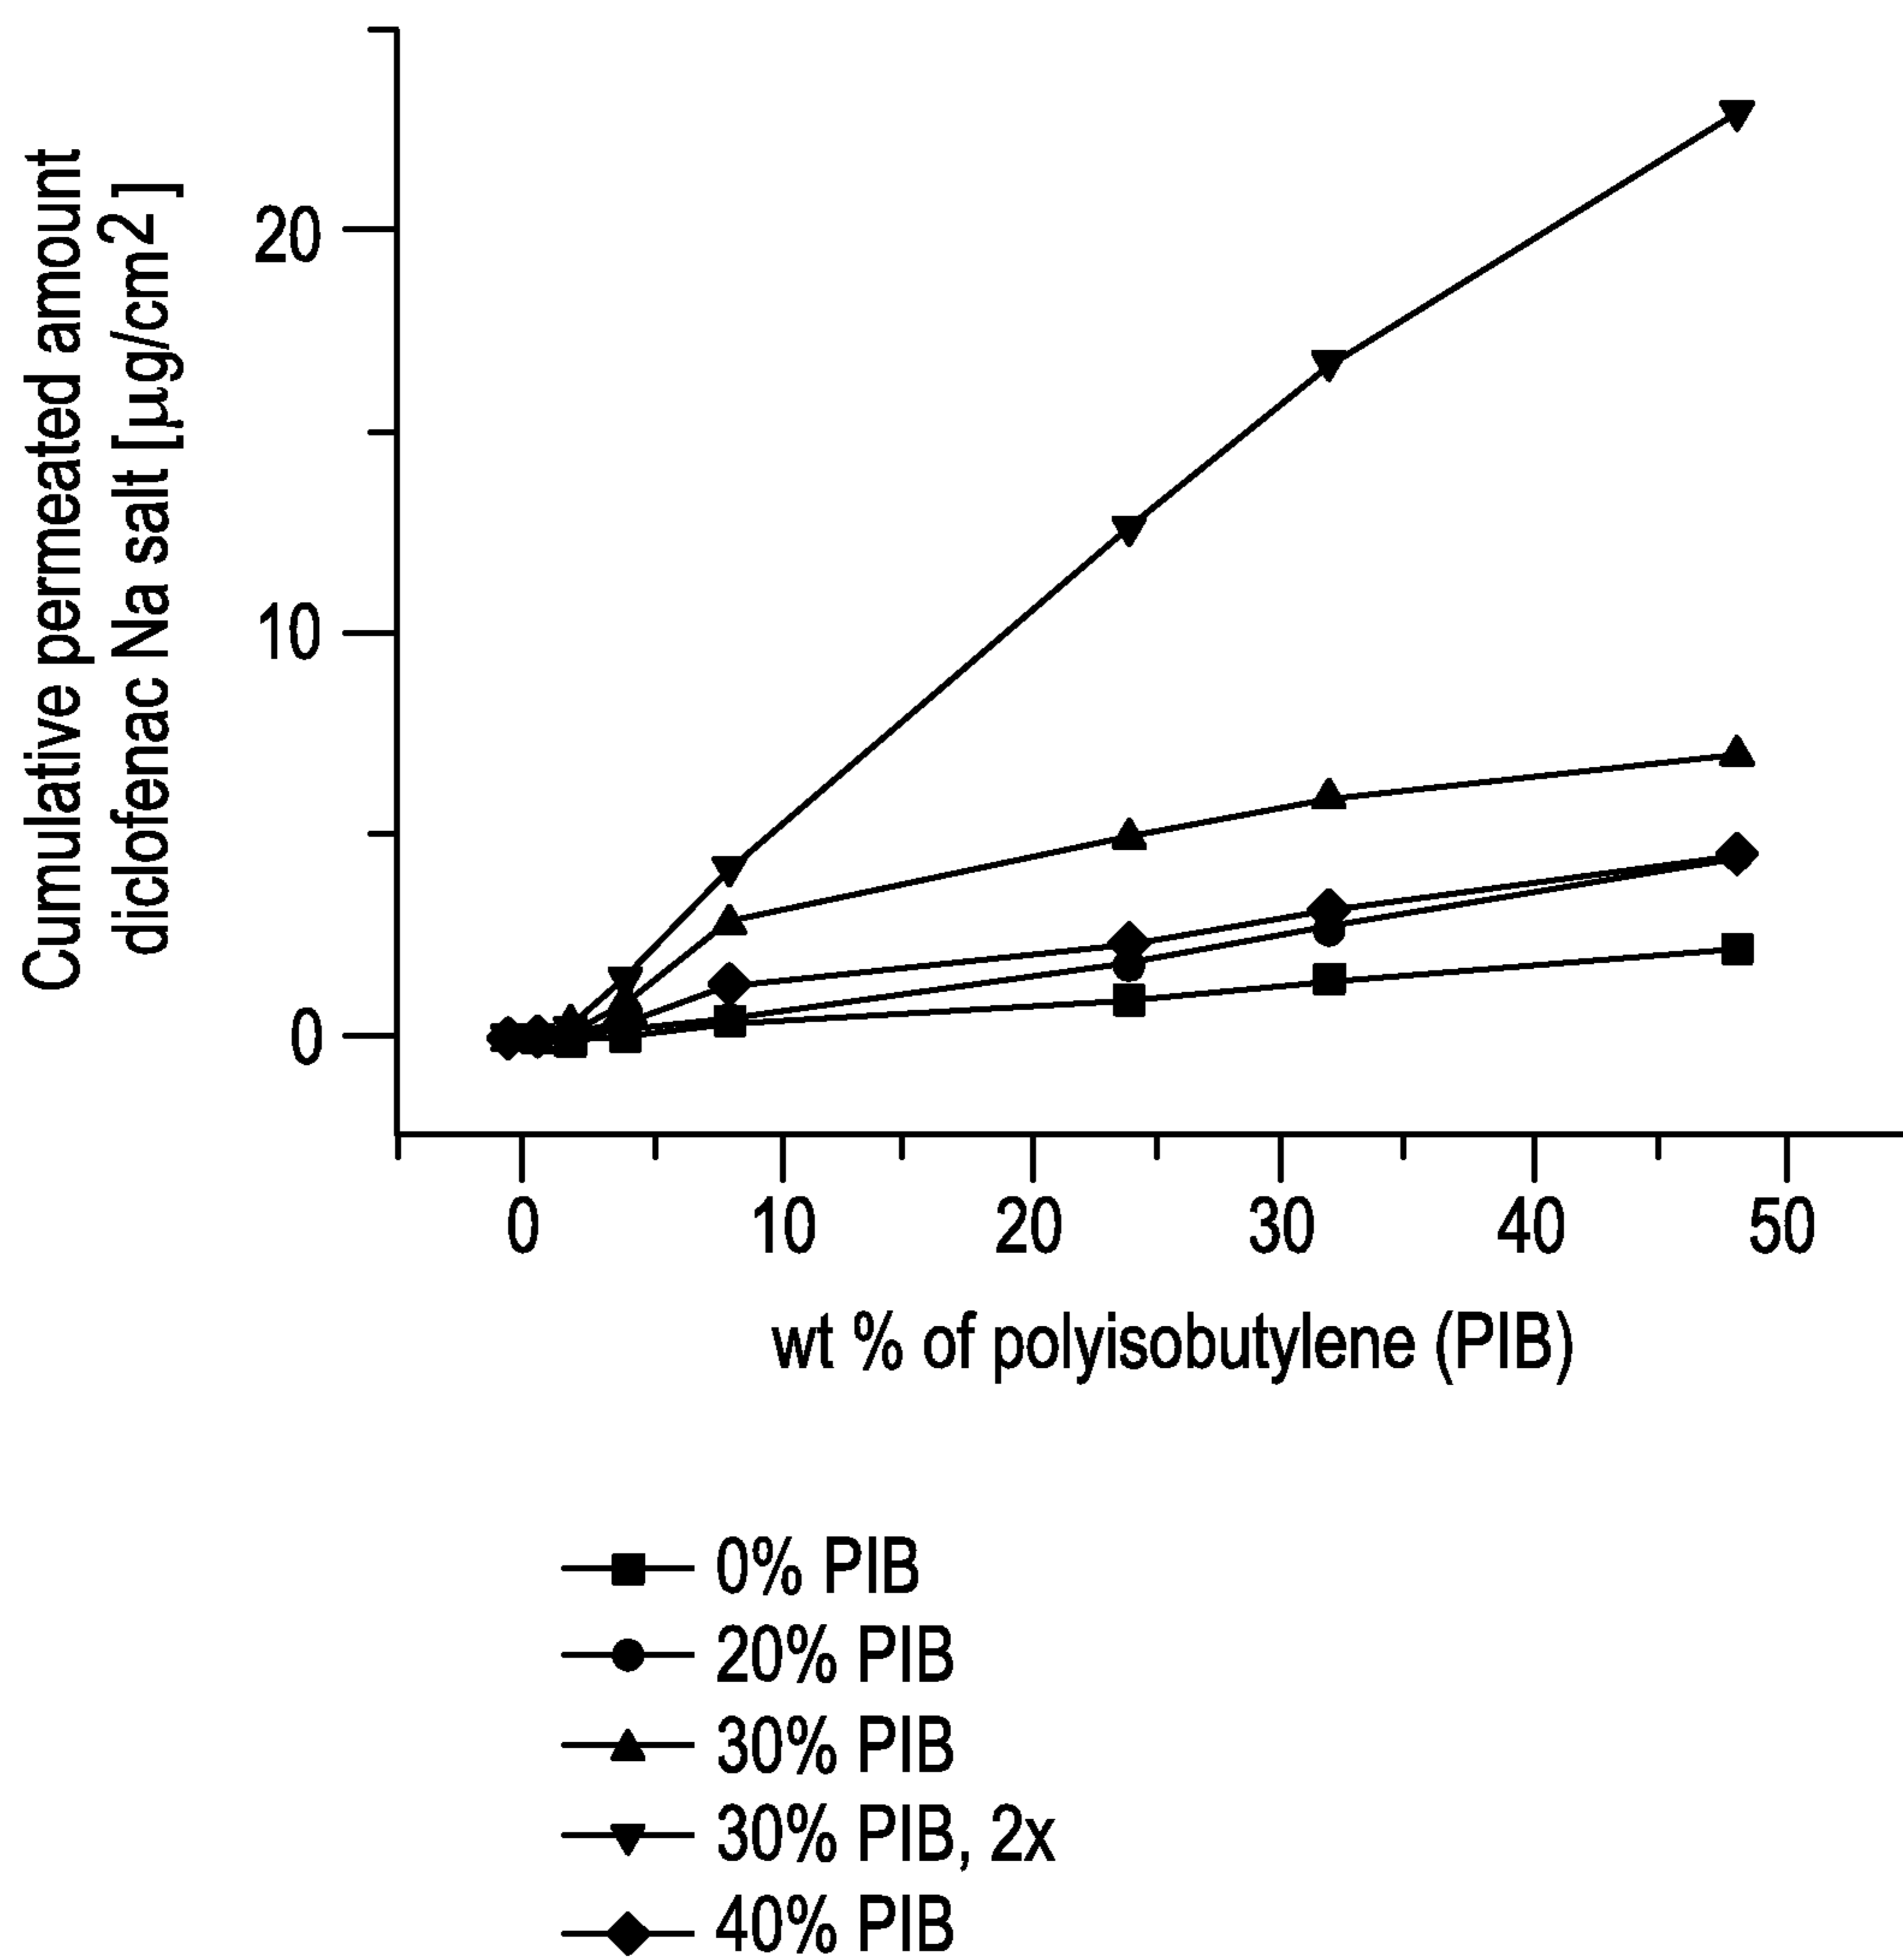 Cumulative permeated amount
diclofenac Na salt [µg/cm2]
20
10
0
0 10 20 30 40 50
wt % of polyisobutylene (PIB)
0% PIB
20% PIB
30% PIB
30% PIB, 2x
40% PIB